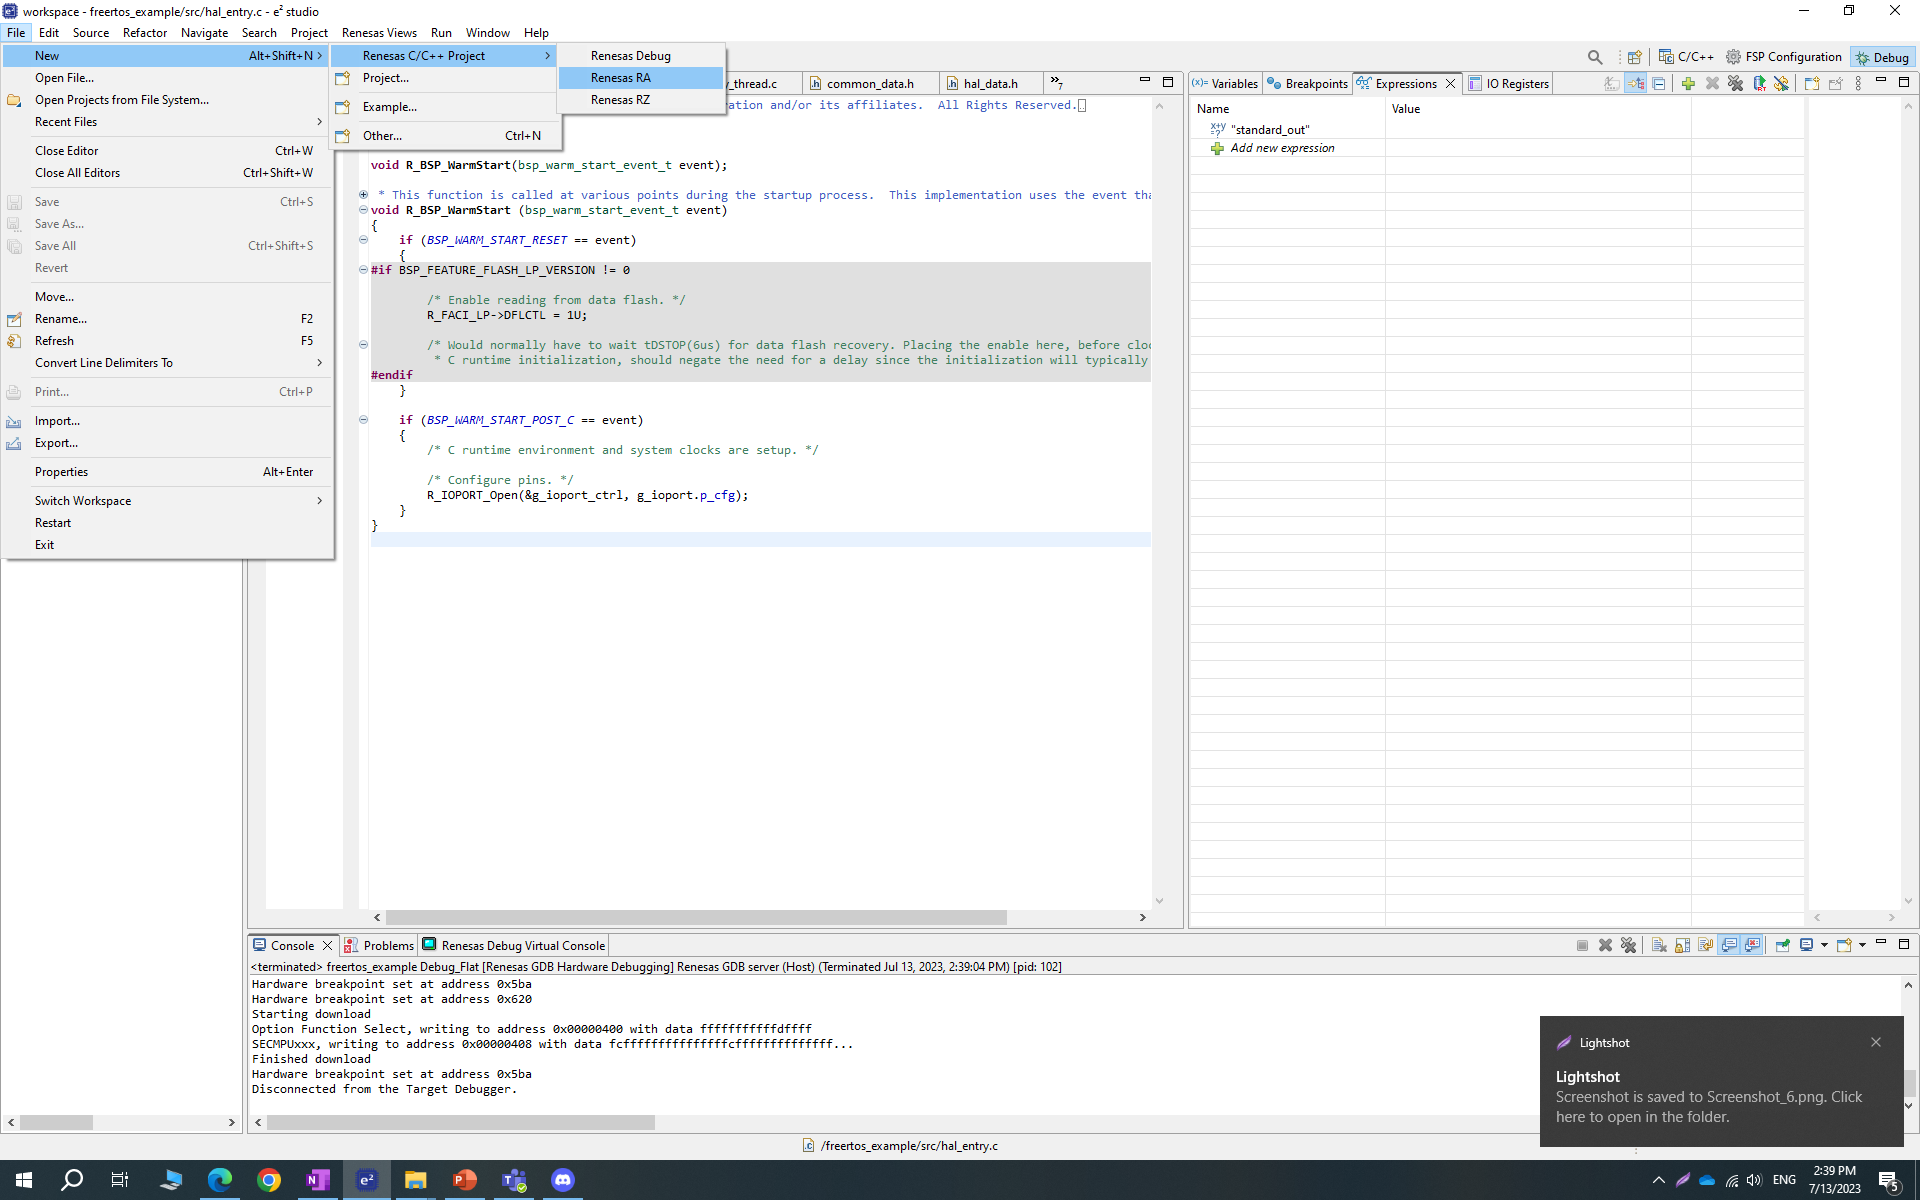 workspace - freertos_example/src/hal_entry.c - e² studio
File Edit Source Refactor Navigate Search Project Renesas Views Run Window Help
New Alt+Shift+N
Open File...
Open Projects from File System...
Recent Files
Close Editor Ctrl+W
Close All Editors Ctrl+Shift+W
Save Ctrl+S
Save As...
Save All Ctrl+Shift+S
Revert
Move...
Rename... F2
Refresh F5
Convert Line Delimiters To
Print... Ctrl+P
Import...
Export...
Properties Alt+Enter
Switch Workspace
Restart
Exit
Renesas C/C++ Project
Project...
Example...
Other... Ctrl+N
Renesas Debug
Renesas RA
Renesas RZ
C/C++ FSP Configuration Debug
_thread.c common_data.h hal_data.h 7
ation and/or its affiliates.  All Rights Reserved.
void R_BSP_WarmStart(bsp_warm_start_event_t event);
* This function is called at various points during the startup process.  This implementation uses the event tha
void R_BSP_WarmStart (bsp_warm_start_event_t event)
{
if (BSP_WARM_START_RESET == event)
{
#if BSP_FEATURE_FLASH_LP_VERSION != 0
/* Enable reading from data flash. */
R_FACI_LP->DFLCTL = 1U;
/* Would normally have to wait tDSTOP(6us) for data flash recovery. Placing the enable here, before cloc
* C runtime initialization, should negate the need for a delay since the initialization will typically
#endif
}
if (BSP_WARM_START_POST_C == event)
{
/* C runtime environment and system clocks are setup. */
/* Configure pins. */
R_IOPORT_Open(&g_ioport_ctrl, g_ioport.p_cfg);
}
}
Variables Breakpoints Expressions IO Registers
Name Value
"standard_out"
Add new expression
Console Problems Renesas Debug Virtual Console
<terminated> freertos_example Debug_Flat [Renesas GDB Hardware Debugging] Renesas GDB server (Host) (Terminated Jul 13, 2023, 2:39:04 PM) [pid: 102]
Hardware breakpoint set at address 0x5ba
Hardware breakpoint set at address 0x620
Starting download
Option Function Select, writing to address 0x00000400 with data fffffffffffdffff
SECMPUxxx, writing to address 0x00000408 with data fcfffffffffffffffcffffffffffffff...
Finished download
Hardware breakpoint set at address 0x5ba
Disconnected from the Target Debugger.
Lightshot
Lightshot
Screenshot is saved to Screenshot_6.png. Click
here to open in the folder.
/freertos_example/src/hal_entry.c
ENG
2:39 PM
7/13/2023
5